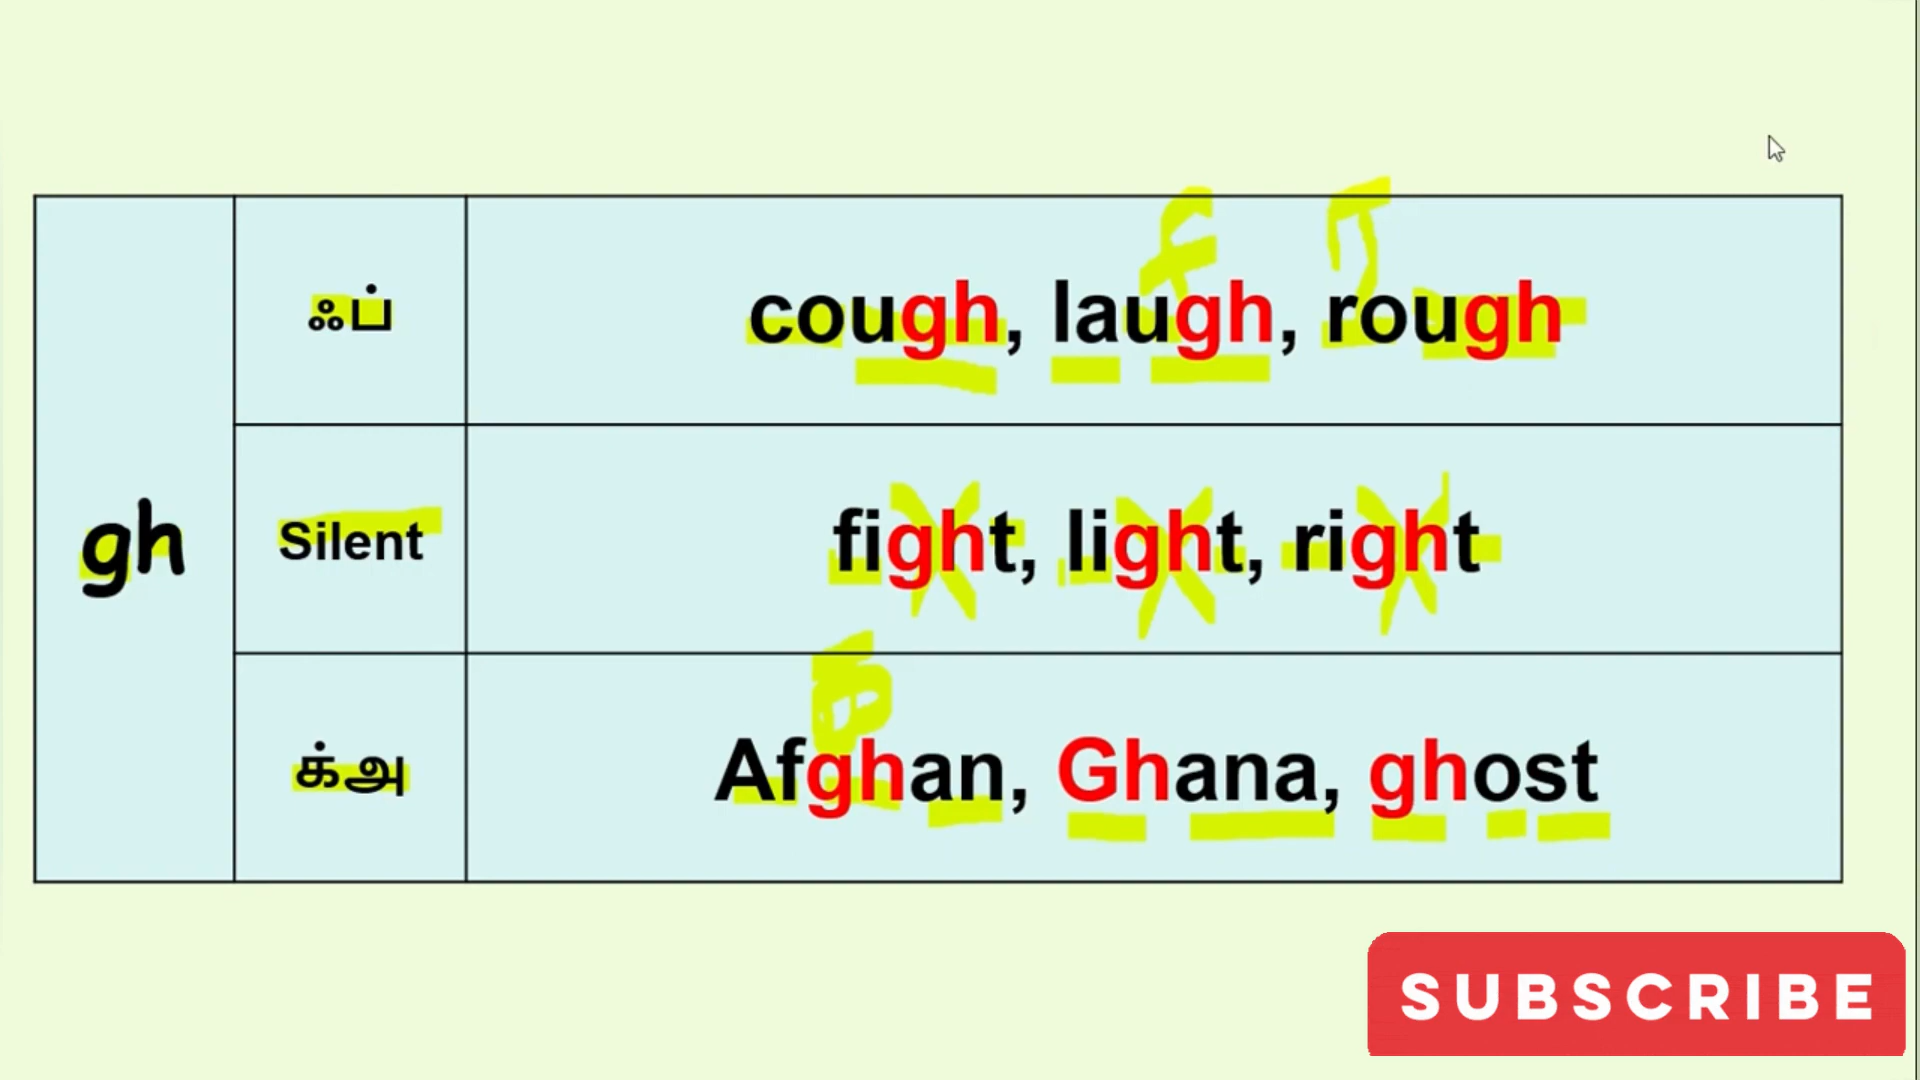 ஃப்
cough, laugh, rough
gh
Silent
fight, light, right
க்அ
Afghan, Ghana, ghost
SUBSCRIBE